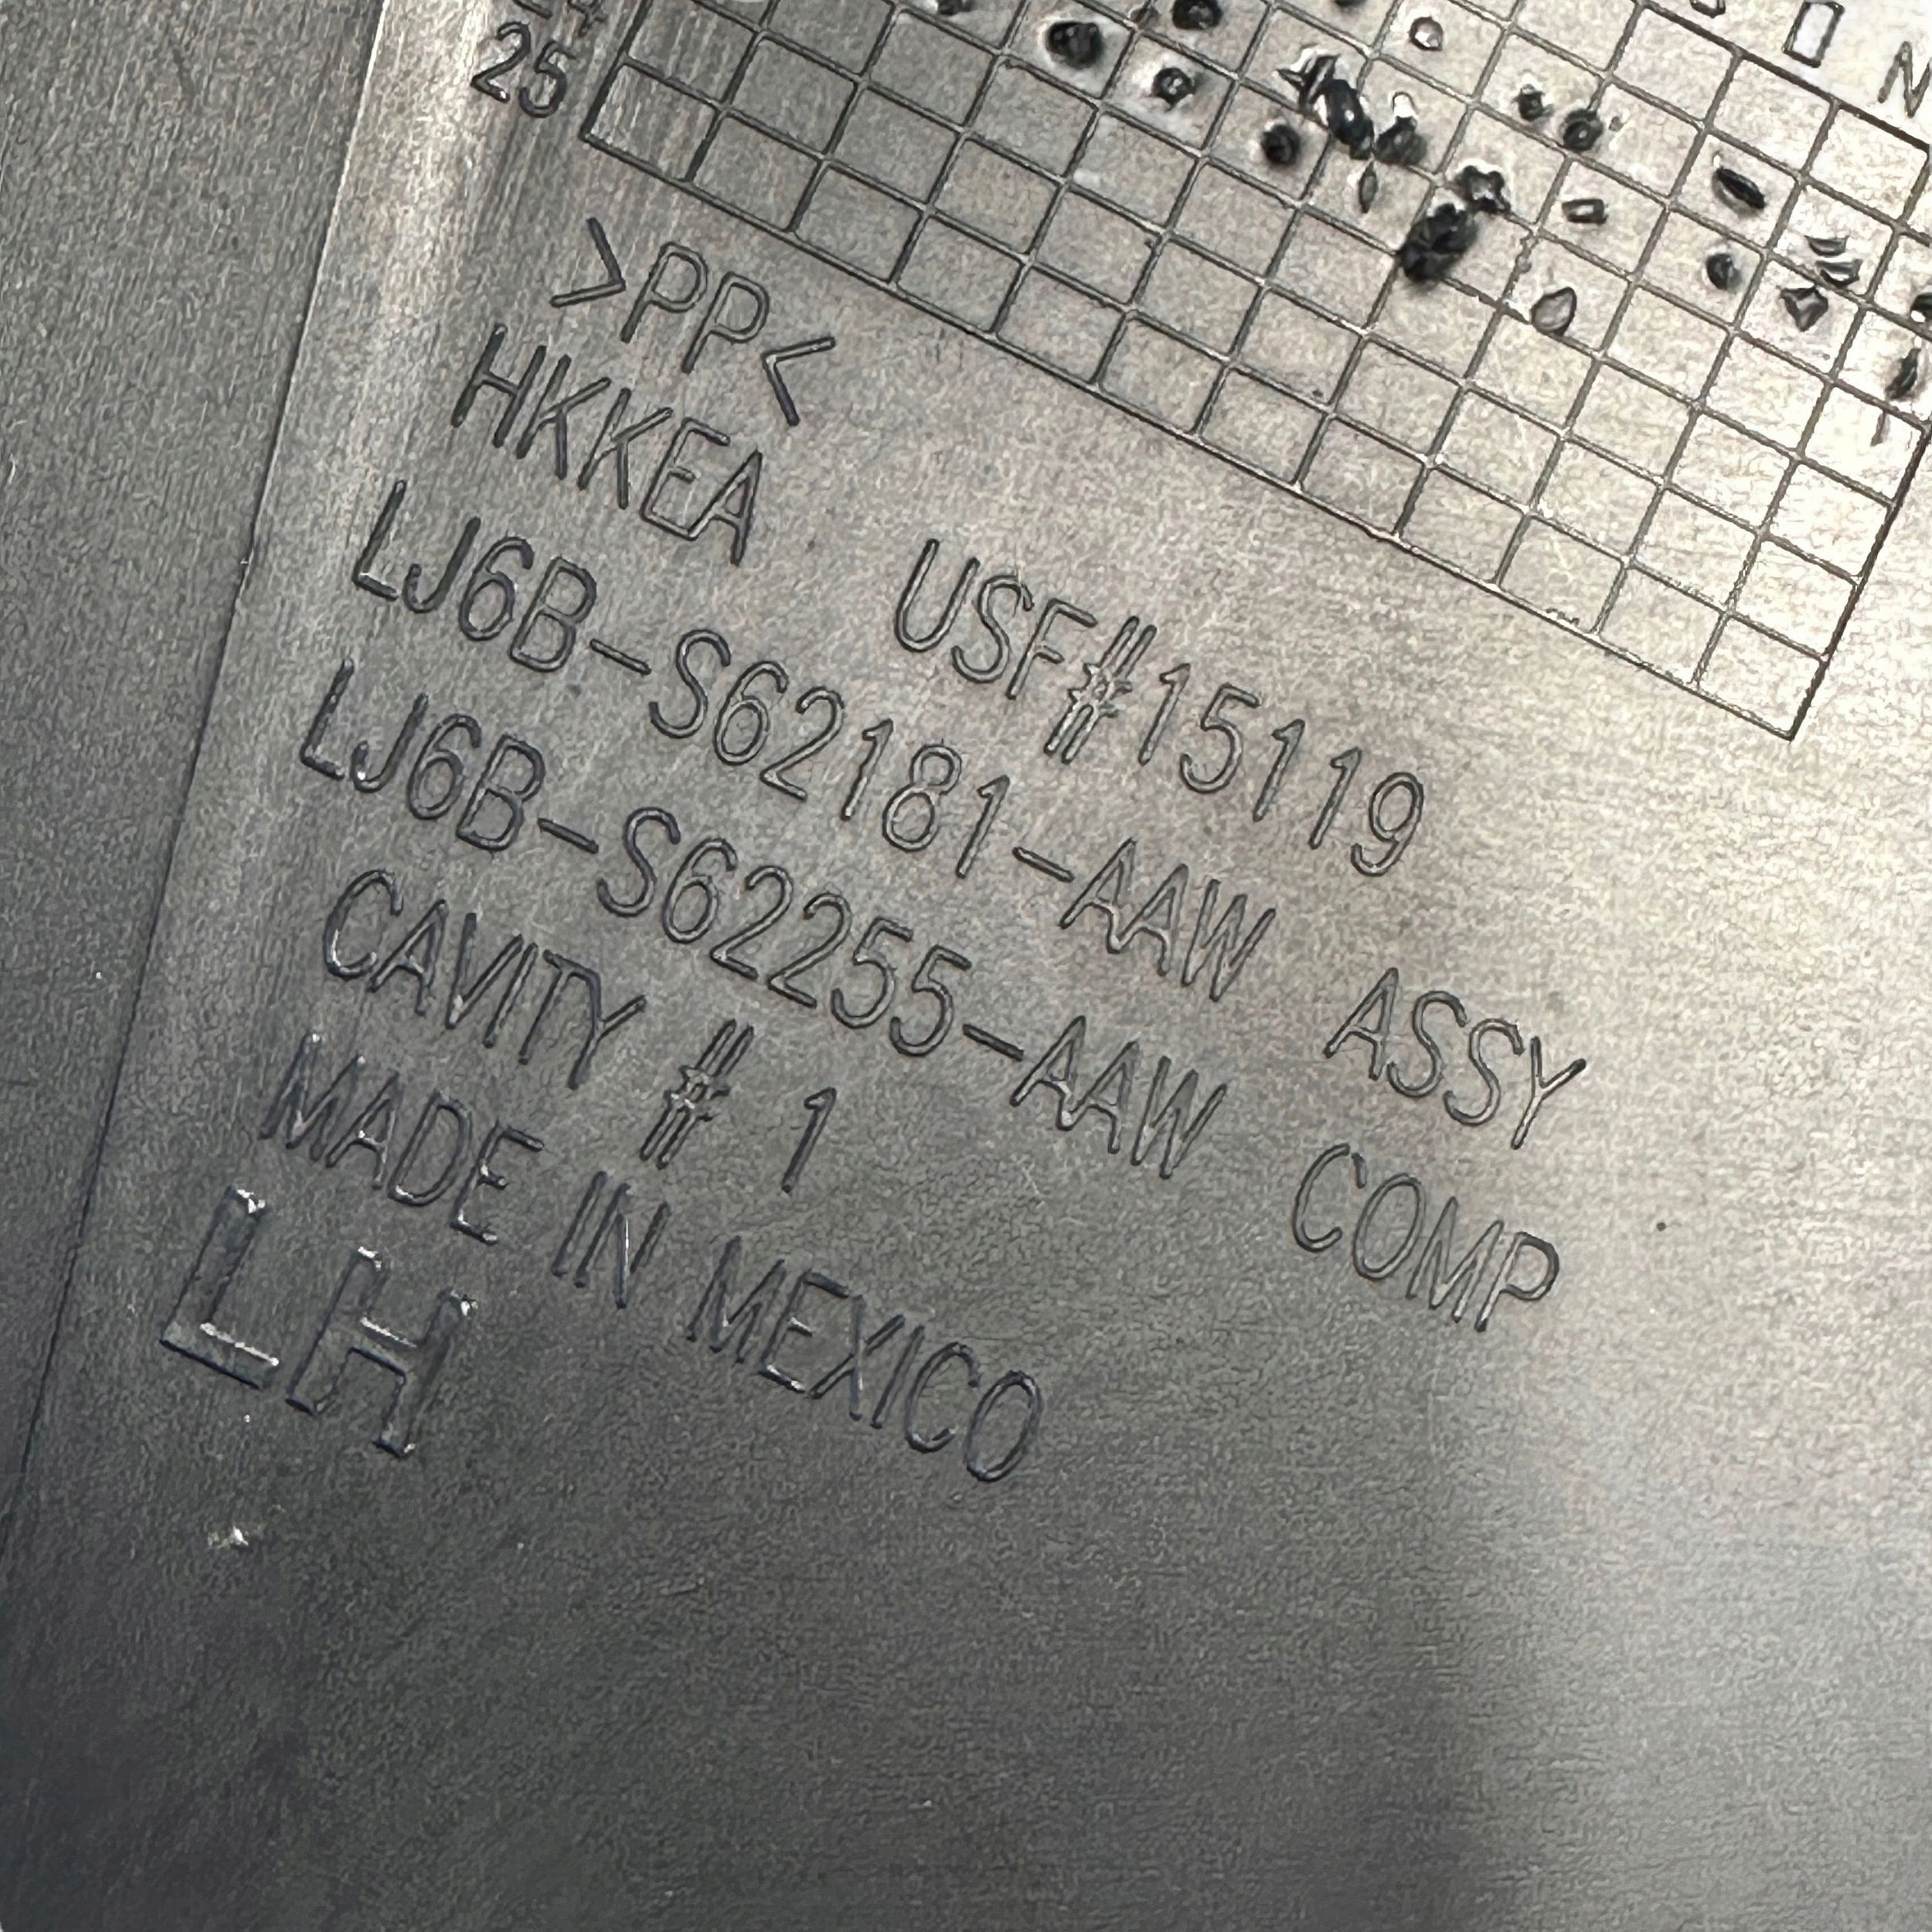 25
>PP<
HKKEA USF#15119
LJ6B-S62181-AAW ASSY
LJ6B-S62255-AAW COMP
CAVITY # 1
MADE IN MEXICO
LH